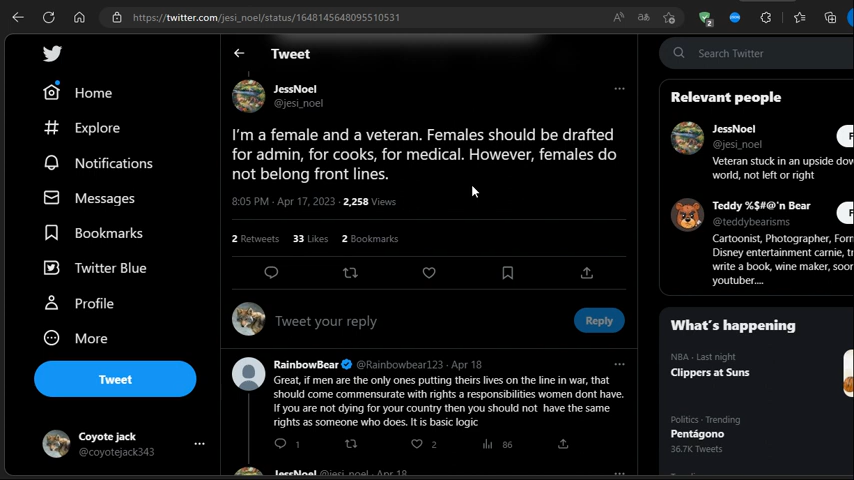 https://twitter.com/jesi_noel/status/1648145648095510531
Home
Explore
Notifications
Messages
Bookmarks
Twitter Blue
Profile
More
Tweet
Coyote jack
@coyotejack343
Tweet
JessNoel
@jesi_noel
I'm a female and a veteran. Females should be drafted
for admin, for cooks, for medical. However, females do
not belong front lines.
8:05 PM · Apr 17, 2023 · 2,258 Views
2 Retweets 33 Likes 2 Bookmarks
Tweet your reply
Reply
RainbowBear @Rainbowbear123 · Apr 18
Great, if men are the only ones putting theirs lives on the line in war, that
should come commensurate with rights a responsibilities women dont have.
If you are not dying for your country then you should not have the same
rights as someone who does. It is basic logic
1 2 86
JessNoel @jesi_noel · Apr 18
Search Twitter
Relevant people
JessNoel
@jesi_noel
Veteran stuck in an upside dow
world, not left or right
Teddy %$#@'n Bear
@teddybearisms
Cartoonist, Photographer, Forr
Disney entertainment carnie, tr
write a book, wine maker, soor
youtuber....
What's happening
NBA · Last night
Clippers at Suns
Politics · Trending
Pentágono
36.7K Tweets